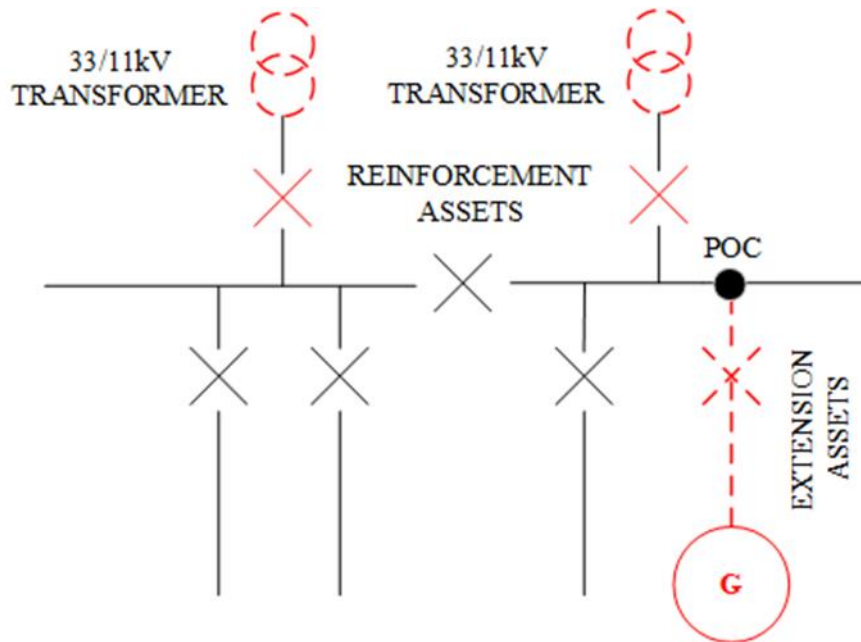 33/11kV
TRANSFORMER
33/11kV
TRANSFORMER
REINFORCEMENT
ASSETS
POC
EXTENSION
ASSETS
G